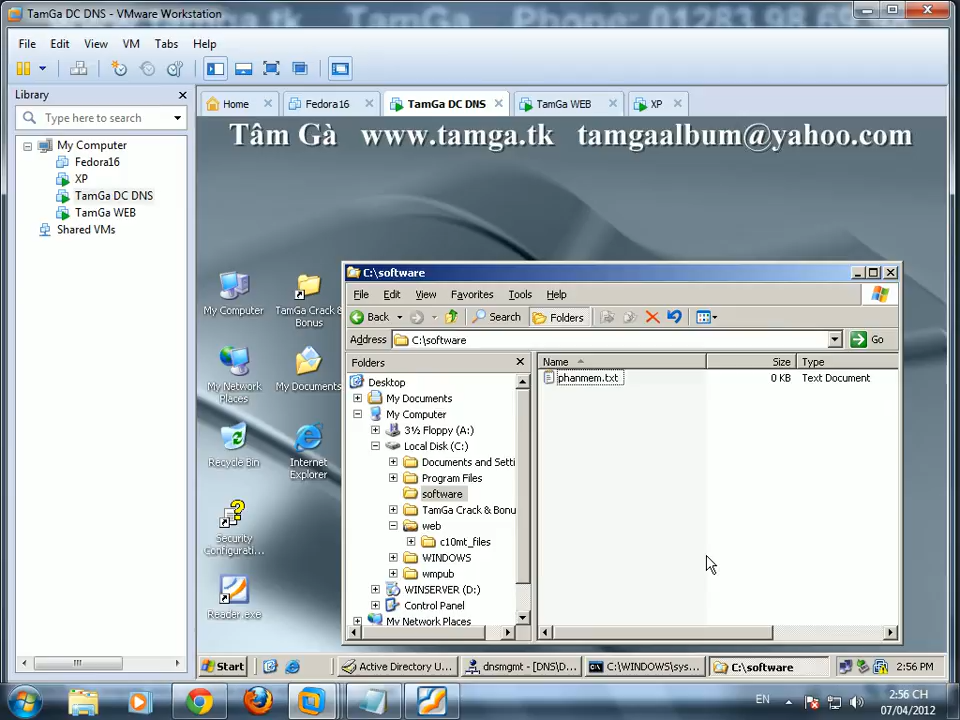 TamGa DC DNS - VMware Workstation
File Edit View VM Tabs Help
Library
Type here to search
My Computer
Fedora16
XP
TamGa DC DNS
TamGa WEB
Shared VMs
Home Fedora16 TamGa DC DNS TamGa WEB XP
Tâm Gà www.tamga.tk tamgaalbum@yahoo.com
My Computer
TamGa Crack & Bonus
My Network Places
My Documents
Recycle Bin
Internet Explorer
Security Configurati...
Readar.exe
C:\software
File Edit View Favorites Tools Help
Back Search Folders
Address C:\software Go
Folders
Desktop
My Documents
My Computer
3½ Floppy (A:)
Local Disk (C:)
Documents and Setti
Program Files
software
TamGa Crack & Bonu
web
c10mt_files
WINDOWS
wmpub
WINSERVER (D:)
Control Panel
My Network Places
Name Size Type
phanmem.txt 0 KB Text Document
Start Active Directory U... dnsmgmt - [DNS\D... C:\WINDOWS\sys... C:\software 2:56 PM
EN 2:56 CH
07/04/2012